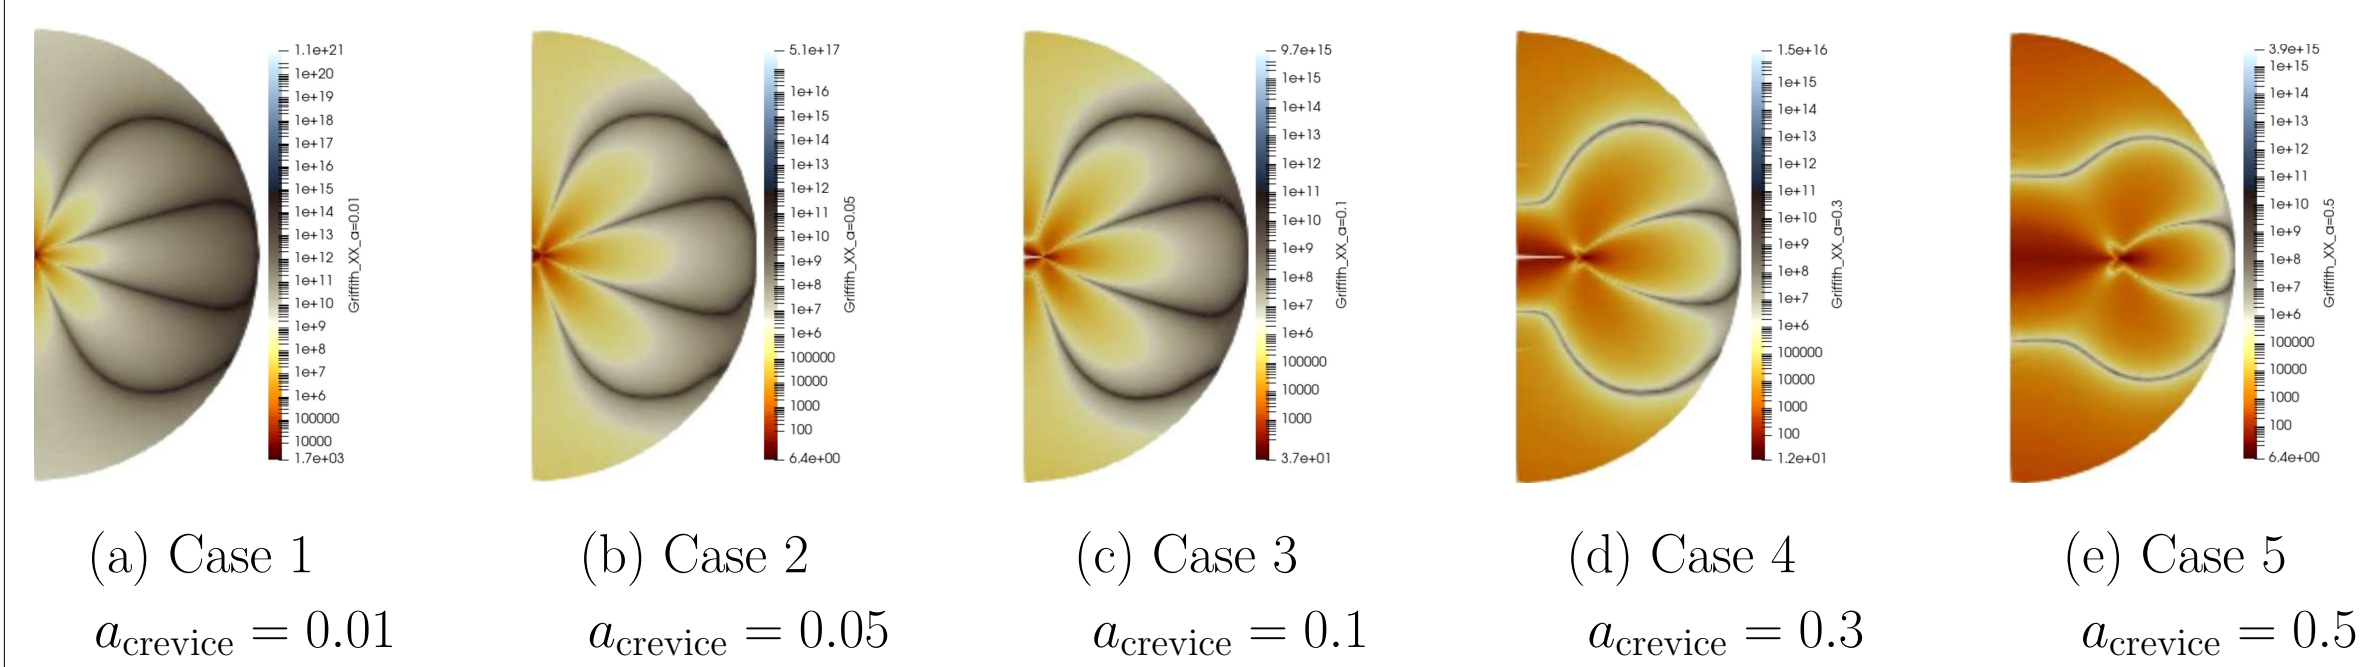 1.1e+21
1e+20
1e+19
1e+18
1e+17
1e+16
1e+15
1e+14
1e+13
1e+12
1e+11
1e+10
1e+9
1e+8
1e+7
1e+6
100000
10000
1.7e+03
Griffith_XX_a=0.01
5.1e+17
1e+16
1e+15
1e+14
1e+13
1e+12
1e+11
1e+10
1e+9
1e+8
1e+7
1e+6
100000
10000
1000
100
6.4e+00
Griffith_XX_a=0.05
9.7e+15
1e+15
1e+14
1e+13
1e+12
1e+11
1e+10
1e+9
1e+8
1e+7
1e+6
100000
10000
1000
3.7e+01
Griffith_XX_a=0.1
1.5e+16
1e+15
1e+14
1e+13
1e+12
1e+11
1e+10
1e+9
1e+8
1e+7
1e+6
100000
10000
1000
100
1.2e+01
Griffith_XX_a=0.3
3.9e+15
1e+15
1e+14
1e+13
1e+12
1e+11
1e+10
1e+9
1e+8
1e+7
1e+6
100000
10000
1000
100
6.4e+00
Griffith_XX_a=0.5
(a) Case 1
(b) Case 2
(c) Case 3
(d) Case 4
(e) Case 5
a_crevice = 0.01
a_crevice = 0.05
a_crevice = 0.1
a_crevice = 0.3
a_crevice = 0.5